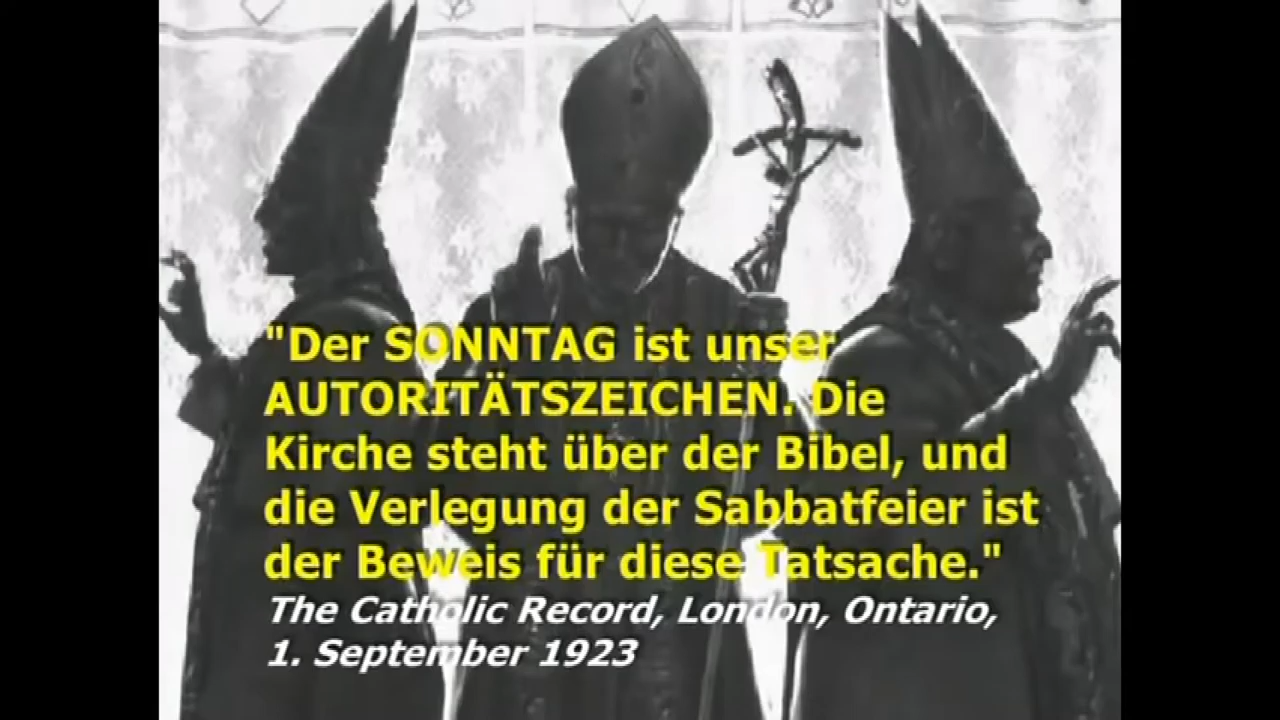 "Der SONNTAG ist unser
AUTORITÄTSZEICHEN. Die
Kirche steht über der Bibel, und
die Verlegung der Sabbatfeier ist
der Beweis für diese Tatsache."
The Catholic Record, London, Ontario,
1. September 1923